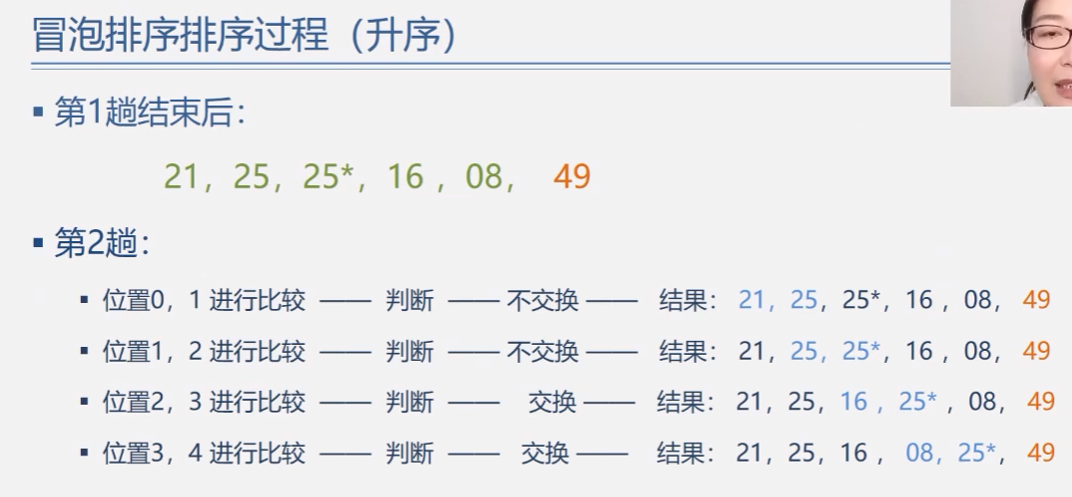 冒泡排序排序过程（升序）
▪ 第1趟结束后：
21，25，25*，16，08，49
▪ 第2趟：
▪ 位置0，1 进行比较 —— 判断 —— 不交换 —— 结果：21，25，25*，16，08，49
▪ 位置1，2 进行比较 —— 判断 —— 不交换 —— 结果：21，25，25*，16，08，49
▪ 位置2，3 进行比较 —— 判断 —— 交换 —— 结果：21，25，16，25*，08，49
▪ 位置3，4 进行比较 —— 判断 —— 交换 —— 结果：21，25，16，08，25*，49